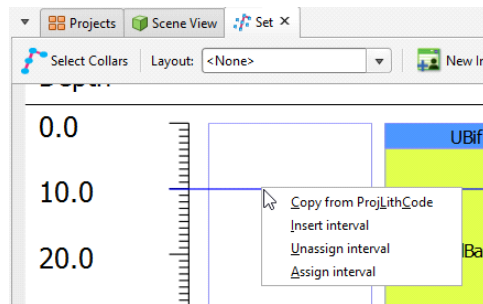 Projects Scene View Set
Select Collars Layout: <None> New In
Depth
0.0
UBif
10.0
Copy from ProjLithCode
Insert interval
Unassign interval
20.0
Assign interval